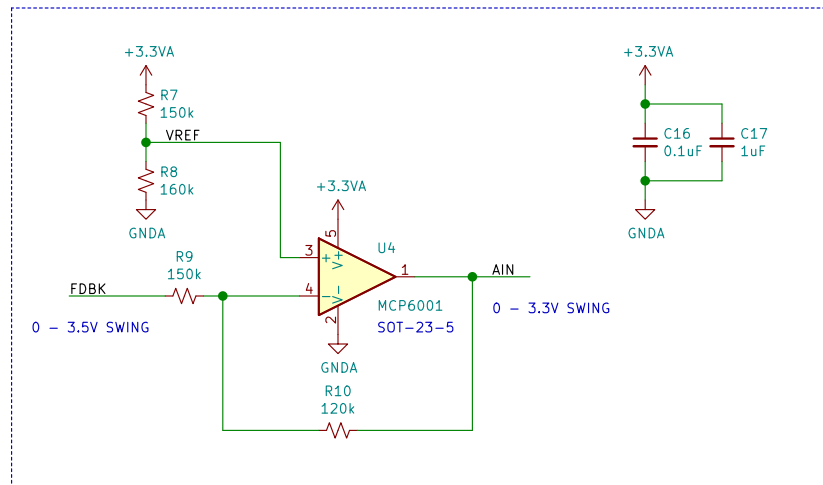 +3.3VA
R7
150k
VREF
R8
160k
GNDA
+3.3VA
C16
0.1uF
C17
1uF
GNDA
+3.3VA
5
U4
3
+
V+
1
AIN
R9
150k
FDBK
4
−
V−
2
MCP6001
SOT-23-5
0 - 3.5V SWING
0 - 3.3V SWING
GNDA
R10
120k